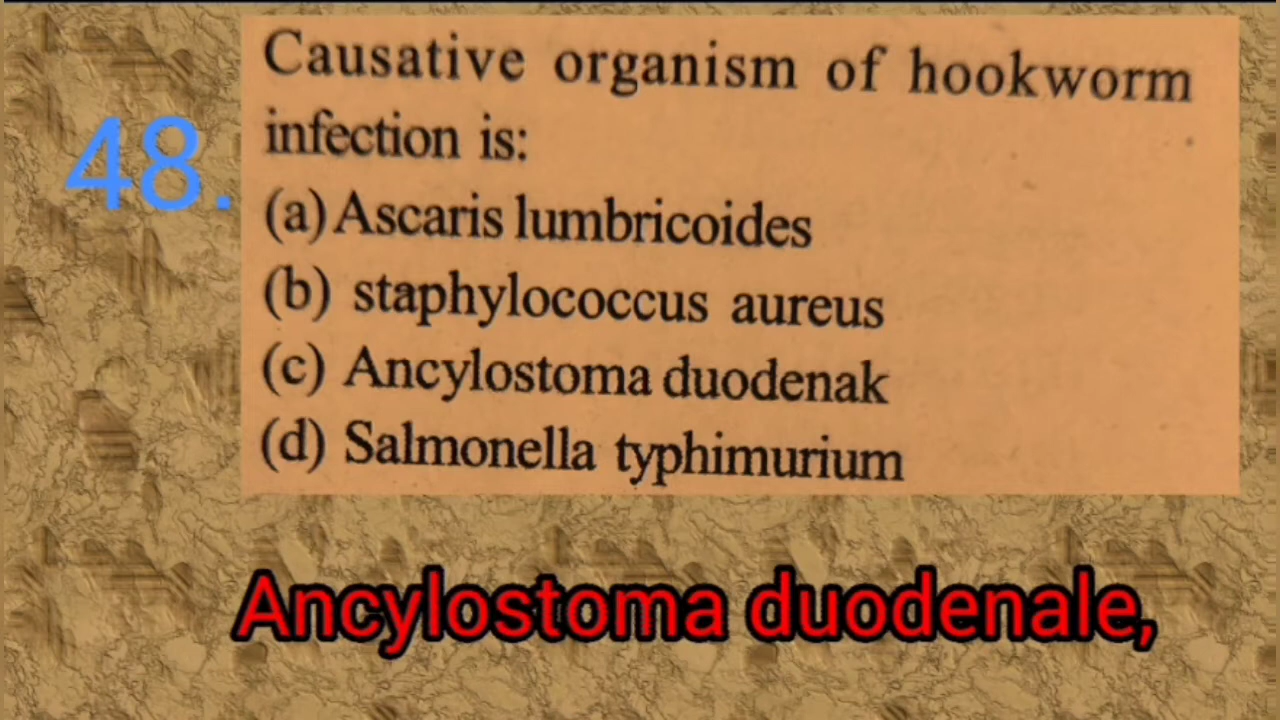 48.
Causative organism of hookworm
infection is:
(a) Ascaris lumbricoides
(b) staphylococcus aureus
(c) Ancylostoma duodenak
(d) Salmonella typhimurium
Ancylostoma duodenale,